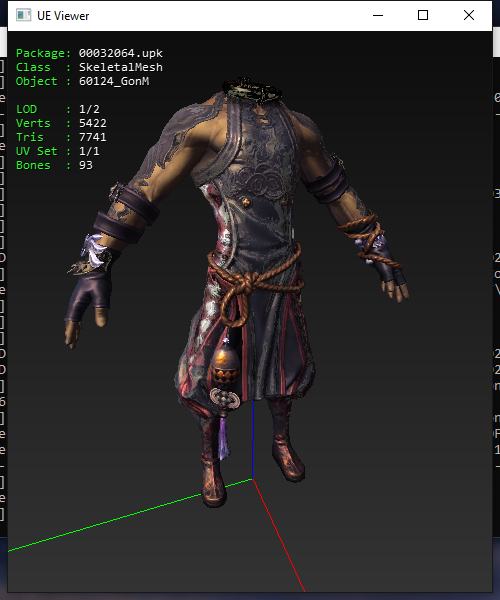 UE Viewer
Package: 00032064.upk
Class : SkeletalMesh
Object : 60124_GonM
LOD : 1/2
Verts : 5422
Tris : 7741
UV Set : 1/1
Bones : 93